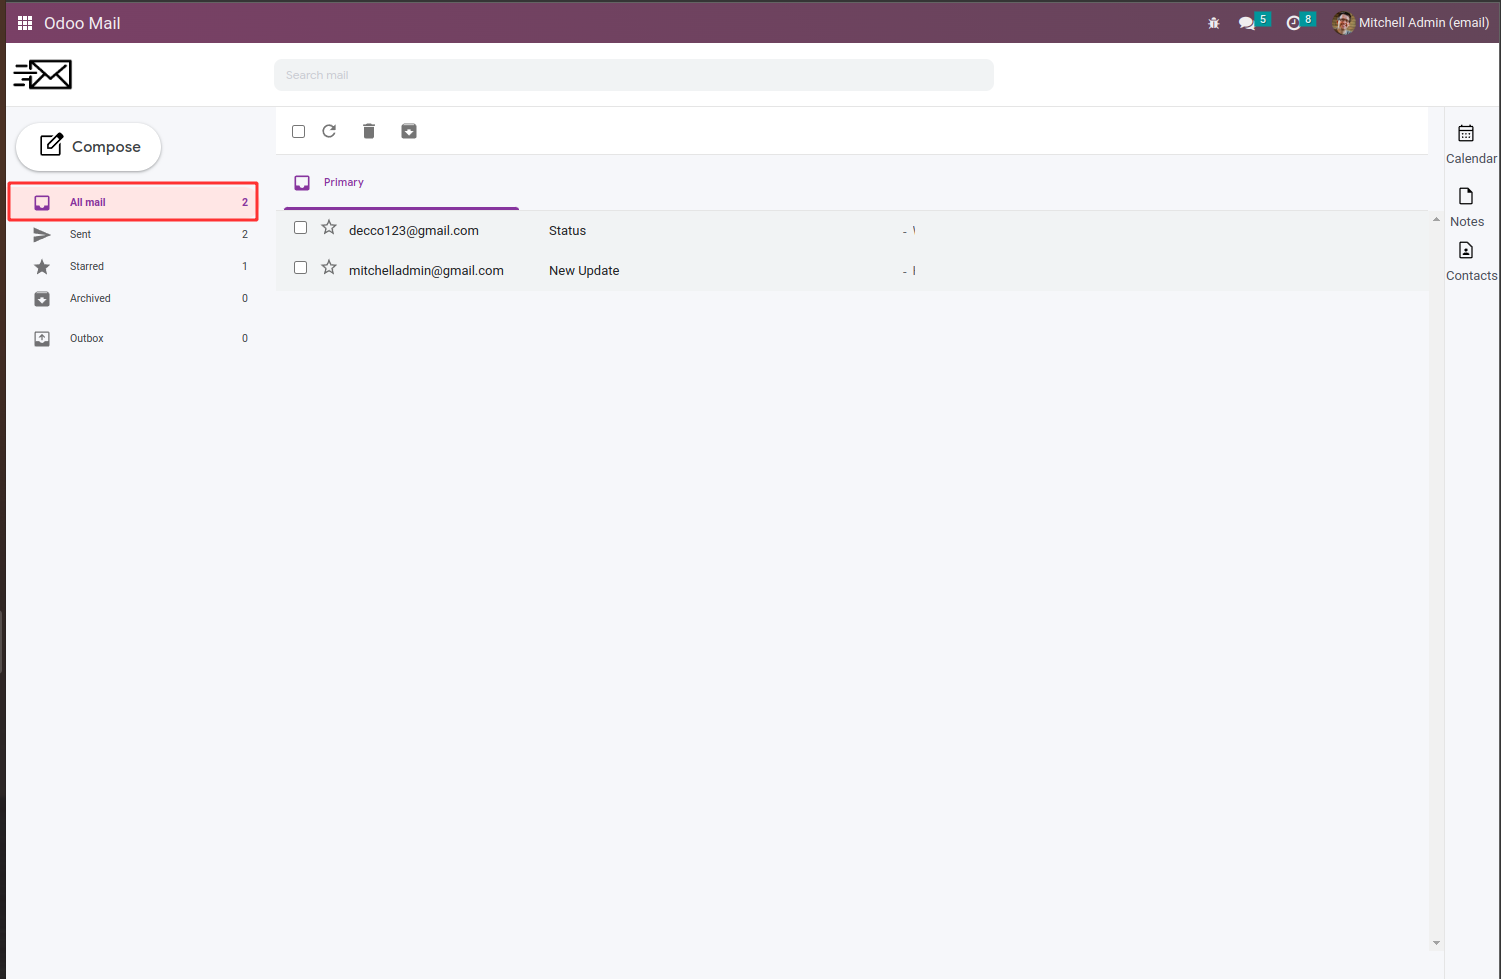 Odoo Mail
5
8
Mitchell Admin (email)
Search mail
Compose
All mail 2
Sent 2
Starred 1
Archived 0
Outbox 0
Primary
decco123@gmail.com Status -
mitchelladmin@gmail.com New Update -
Calendar
Notes
Contacts